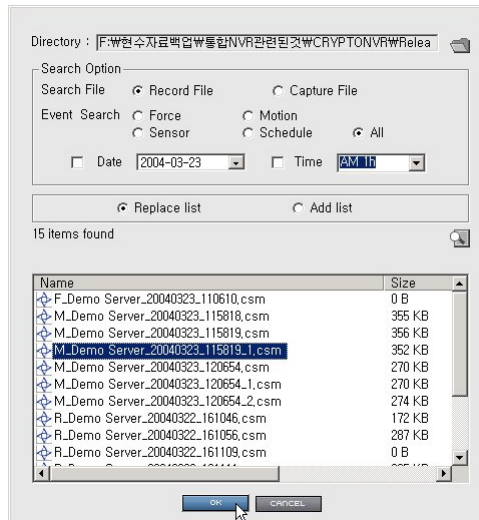 Directory : F:₩현수자료백업₩통합NVR관련된것₩CRYPTONVR₩Relea
Search Option
Search File Record File Capture File
Event Search Force Motion
Sensor Schedule All
Date 2004-03-23 Time AM 1h
Replace list Add list
15 items found
Name Size
F_Demo Server_20040323_110610.csm 0 B
M_Demo Server_20040323_115818.csm 355 KB
M_Demo Server_20040323_115819.csm 356 KB
M_Demo Server_20040323_115819_1.csm 352 KB
M_Demo Server_20040323_120654.csm 270 KB
M_Demo Server_20040323_120654_1.csm 270 KB
M_Demo Server_20040323_120654_2.csm 274 KB
R_Demo Server_20040322_161046.csm 172 KB
R_Demo Server_20040322_161056.csm 287 KB
R_Demo Server_20040322_161109.csm 0 B
OK CANCEL